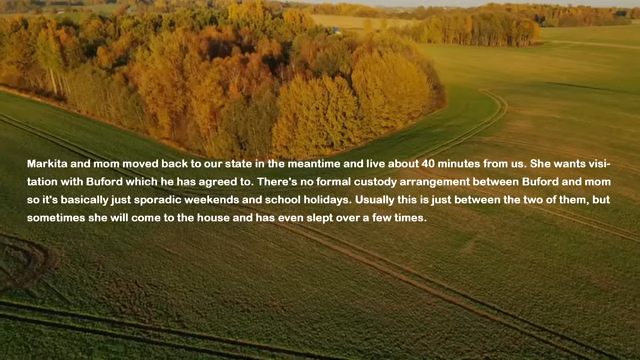 Markita and mom moved back to our state in the meantime and live about 40 minutes from us. She wants visi-
tation with Buford which he has agreed to. There's no formal custody arrangement between Buford and mom
so it's basically just sporadic weekends and school holidays. Usually this is just between the two of them, but
sometimes she will come to the house and has even slept over a few times.